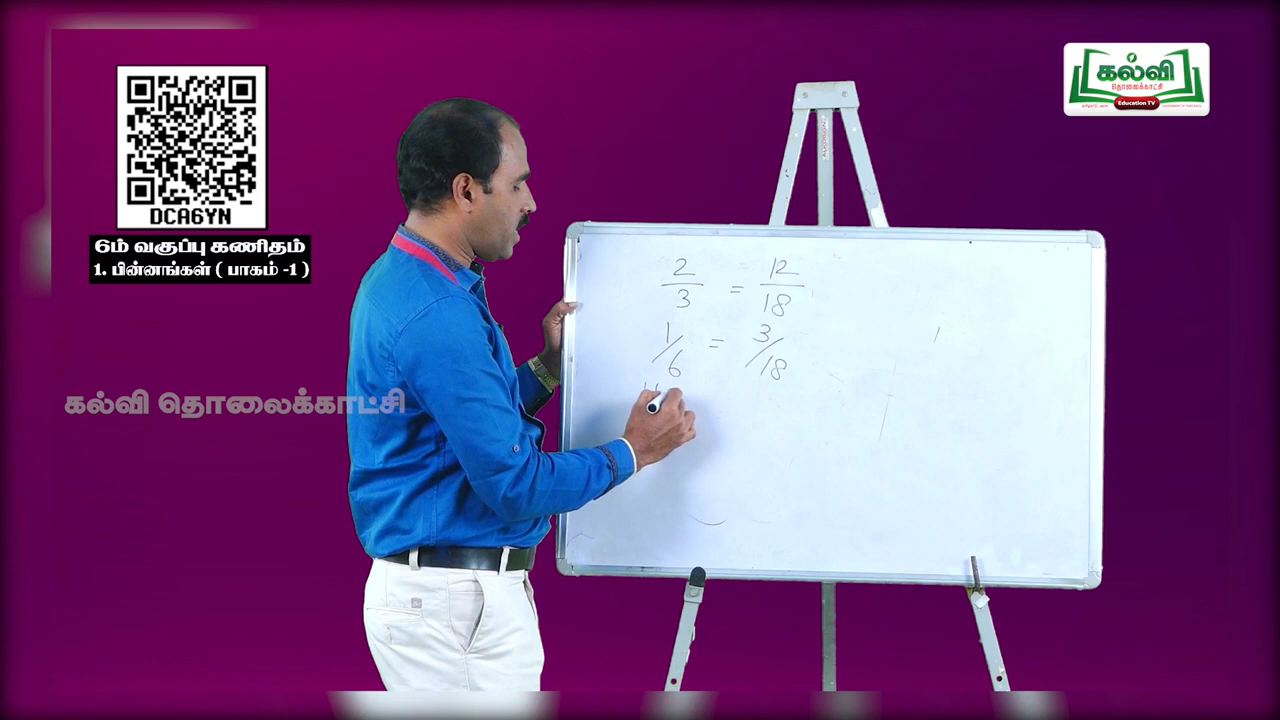 DCA6YN
6ம் வகுப்பு கணிதம்
1. பின்னங்கள் ( பாகம் -1 )
கல்வி
தொலைக்காட்சி
Education TV
கல்வி தொலைக்காட்சி
2/3 = 12/18
1/6 = 3/18